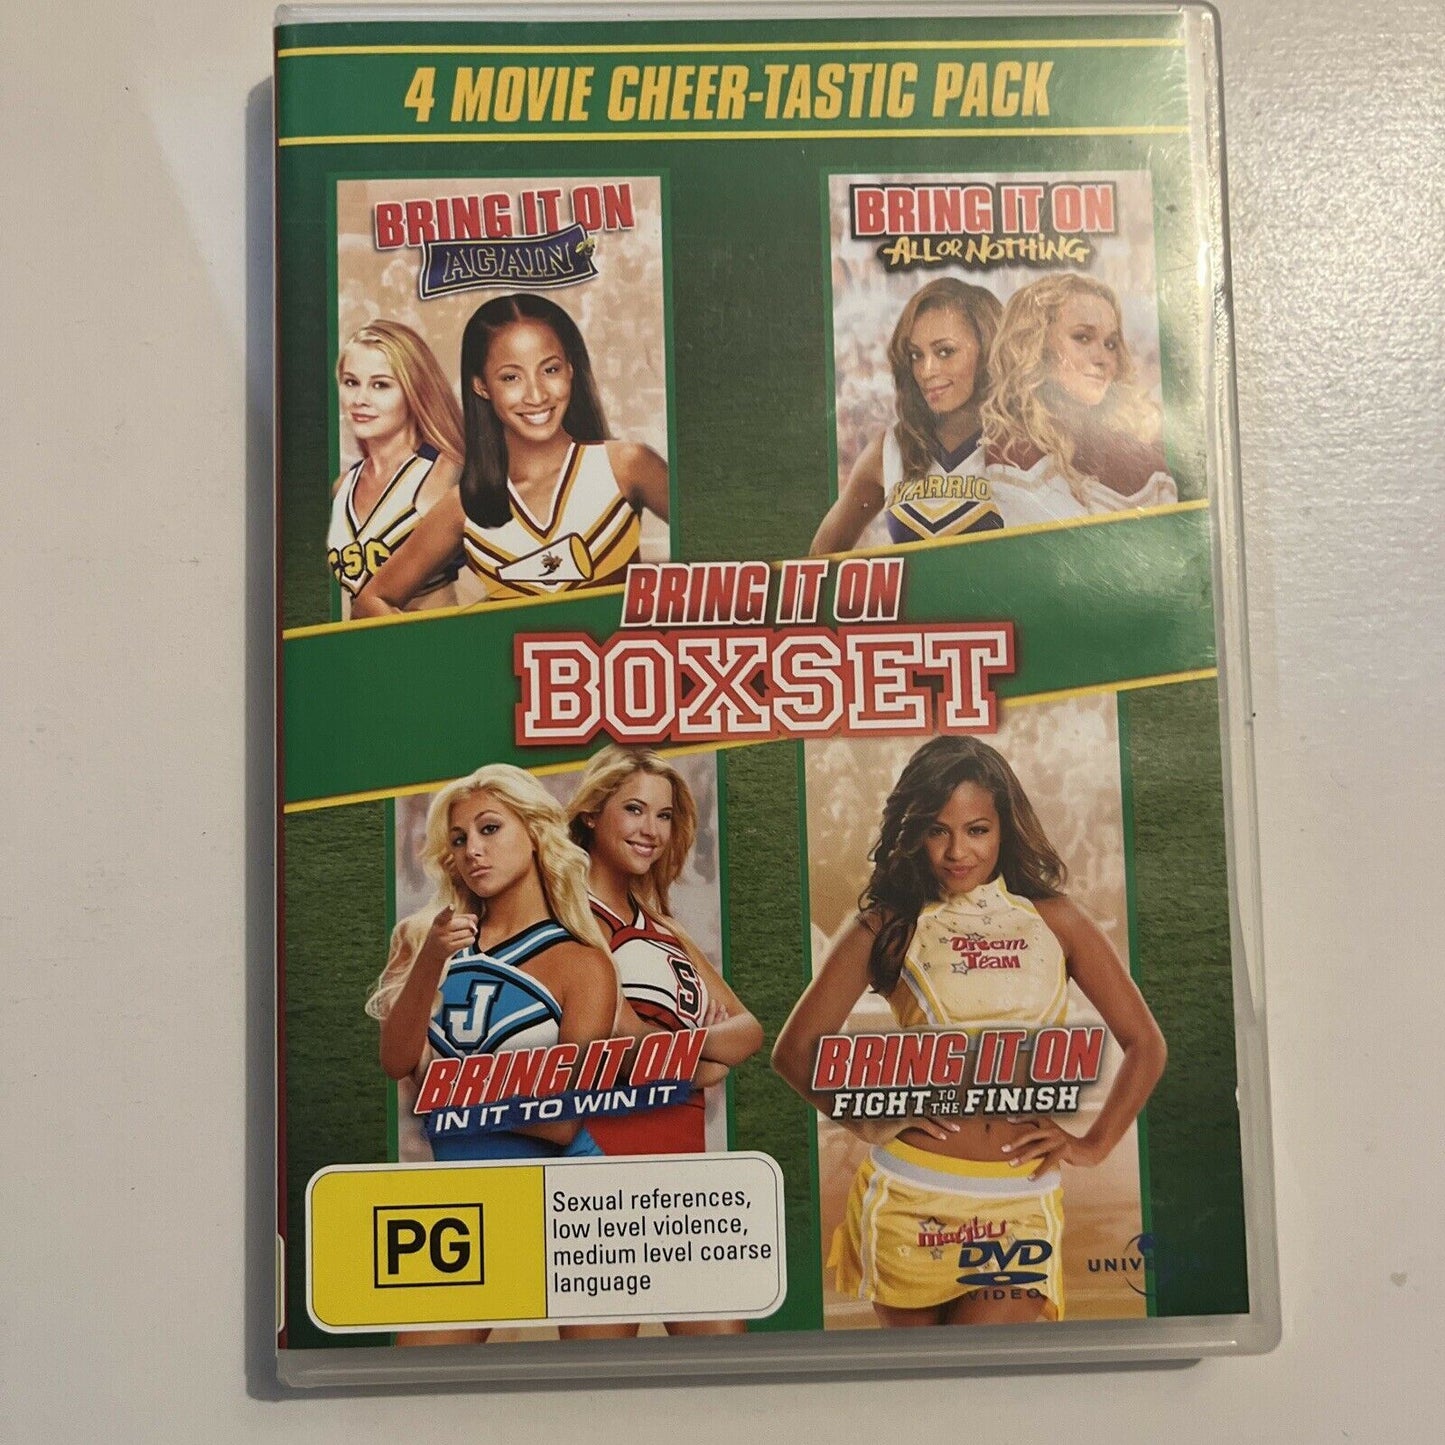 4 MOVIE CHEER-TASTIC PACK
BRING IT ON
AGAIN
BRING IT ON
ALL OR NOTHING
CSC
WARRIO
BRING IT ON
BOXSET
Dream
Team
J
S
BRING IT ON
IN IT TO WIN IT
BRING IT ON
FIGHT TO THE FINISH
PG
Sexual references,
low level violence,
medium level coarse
language
malibu
DVD
VIDEO
UNIVE